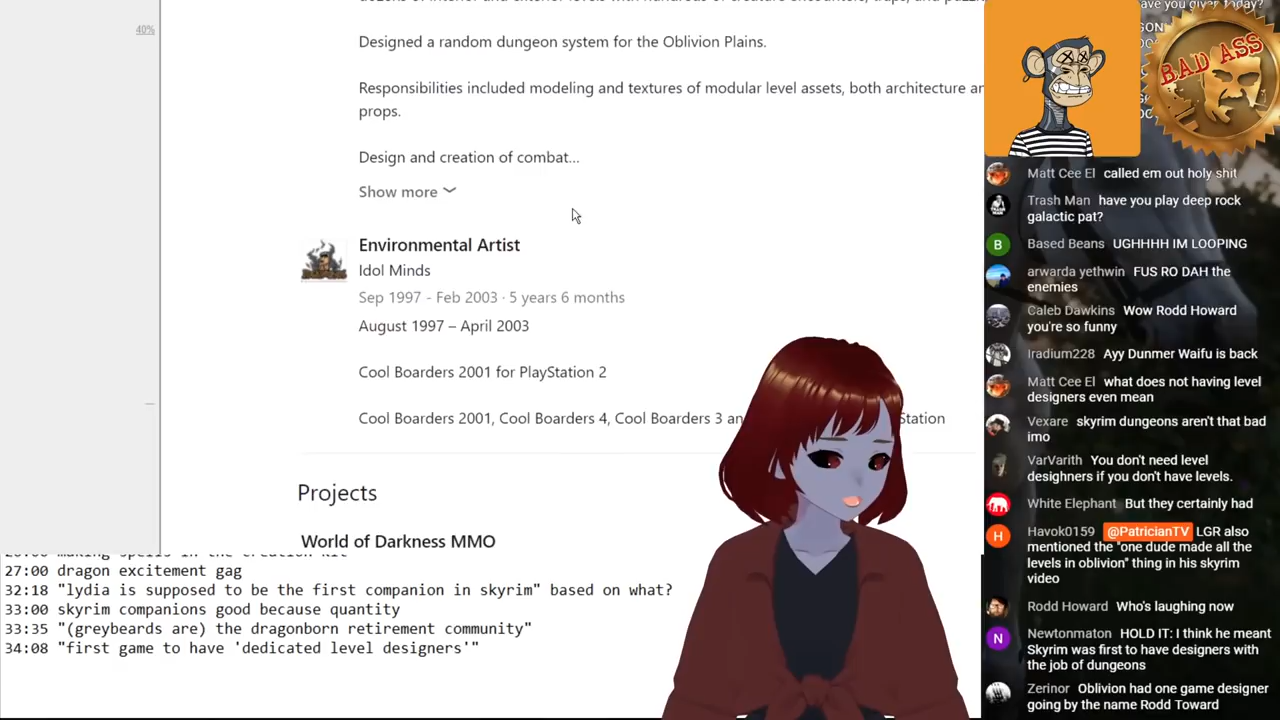 40%
Designed a random dungeon system for the Oblivion Plains.
Responsibilities included modeling and textures of modular level assets, both architecture
props.
Design and creation of combat...
Show more
Environmental Artist
Idol Minds
Sep 1997 - Feb 2003 · 5 years 6 months
August 1997 – April 2003
Cool Boarders 2001 for PlayStation 2
Cool Boarders 2001, Cool Boarders 4, Cool Boarders 3 an
Station
Projects
World of Darkness MMO
27:00 dragon excitement gag
32:18 "lydia is supposed to be the first companion in skyrim" based on what?
33:00 skyrim companions good because quantity
33:35 "(greybeards are) the dragonborn retirement community"
34:08 "first game to have 'dedicated level designers'"
BAD ASS
Matt Cee El called em out holy shit
Trash Man have you play deep rock
galactic pat?
B
Based Beans UGHHHH IM LOOPING
arwarda yethwin FUS RO DAH the
enemies
Caleb Dawkins Wow Rodd Howard
you're so funny
Iradium228 Ayy Dunmer Waifu is back
Matt Cee El what does not having level
designers even mean
Vexare skyrim dungeons aren't that bad
imo
VarVarith You don't need level
desighners if you don't have levels.
White Elephant But they certainly had
H
Havok0159 @PatricianTV LGR also
mentioned the "one dude made all the
levels in oblivion" thing in his skyrim
video
Rodd Howard Who's laughing now
N
Newtonmaton HOLD IT: I think he meant
Skyrim was first to have designers with
the job of dungeons
Zerinor Oblivion had one game designer
going by the name Rodd Toward